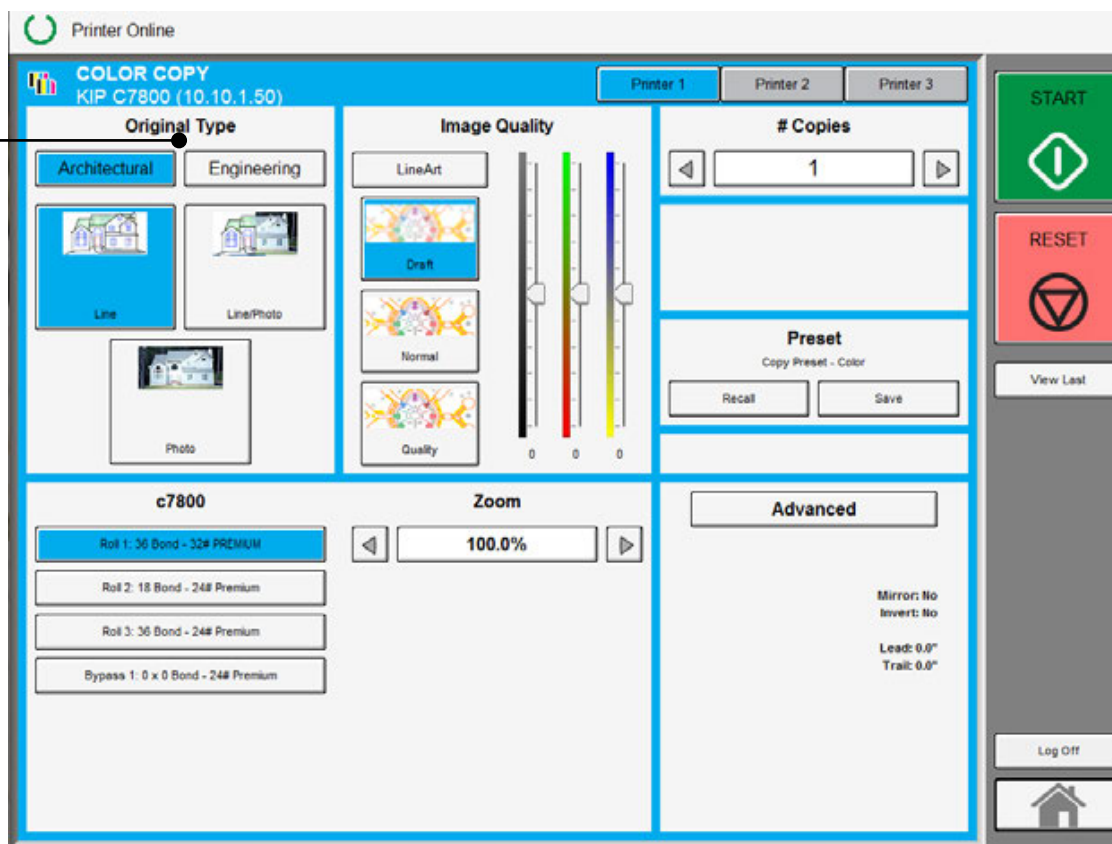 Printer Online
COLOR COPY
KIP C7800 (10.10.1.50)
Printer 1
Printer 2
Printer 3
Original Type
Architectural
Engineering
Line
Line/Photo
Photo
Image Quality
LineArt
Draft
Normal
Quality
0
0
0
# Copies
1
Preset
Copy Preset - Color
Recall
Save
c7800
Roll 1: 36 Bond - 32# PREMIUM
Roll 2: 18 Bond - 24# Premium
Roll 3: 36 Bond - 24# Premium
Bypass 1: 0 x 0 Bond - 24# Premium
Zoom
100.0%
Advanced
Mirror: No
Invert: No
Lead: 0.0"
Trail: 0.0"
START
RESET
View Last
Log Off